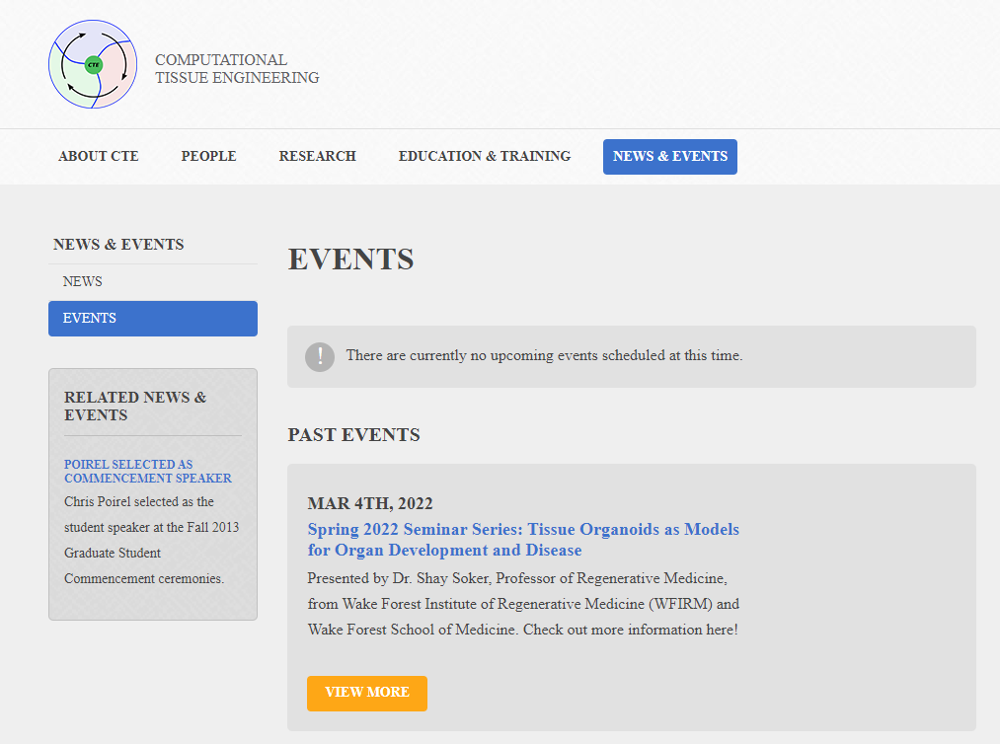 CTE
COMPUTATIONAL
TISSUE ENGINEERING
ABOUT CTE
PEOPLE
RESEARCH
EDUCATION & TRAINING
NEWS & EVENTS
NEWS & EVENTS
NEWS
EVENTS
RELATED NEWS &
EVENTS
POIREL SELECTED AS
COMMENCEMENT SPEAKER
Chris Poirel selected as the
student speaker at the Fall 2013
Graduate Student
Commencement ceremonies.
EVENTS
!
There are currently no upcoming events scheduled at this time.
PAST EVENTS
MAR 4TH, 2022
Spring 2022 Seminar Series: Tissue Organoids as Models
for Organ Development and Disease
Presented by Dr. Shay Soker, Professor of Regenerative Medicine,
from Wake Forest Institute of Regenerative Medicine (WFIRM) and
Wake Forest School of Medicine. Check out more information here!
VIEW MORE